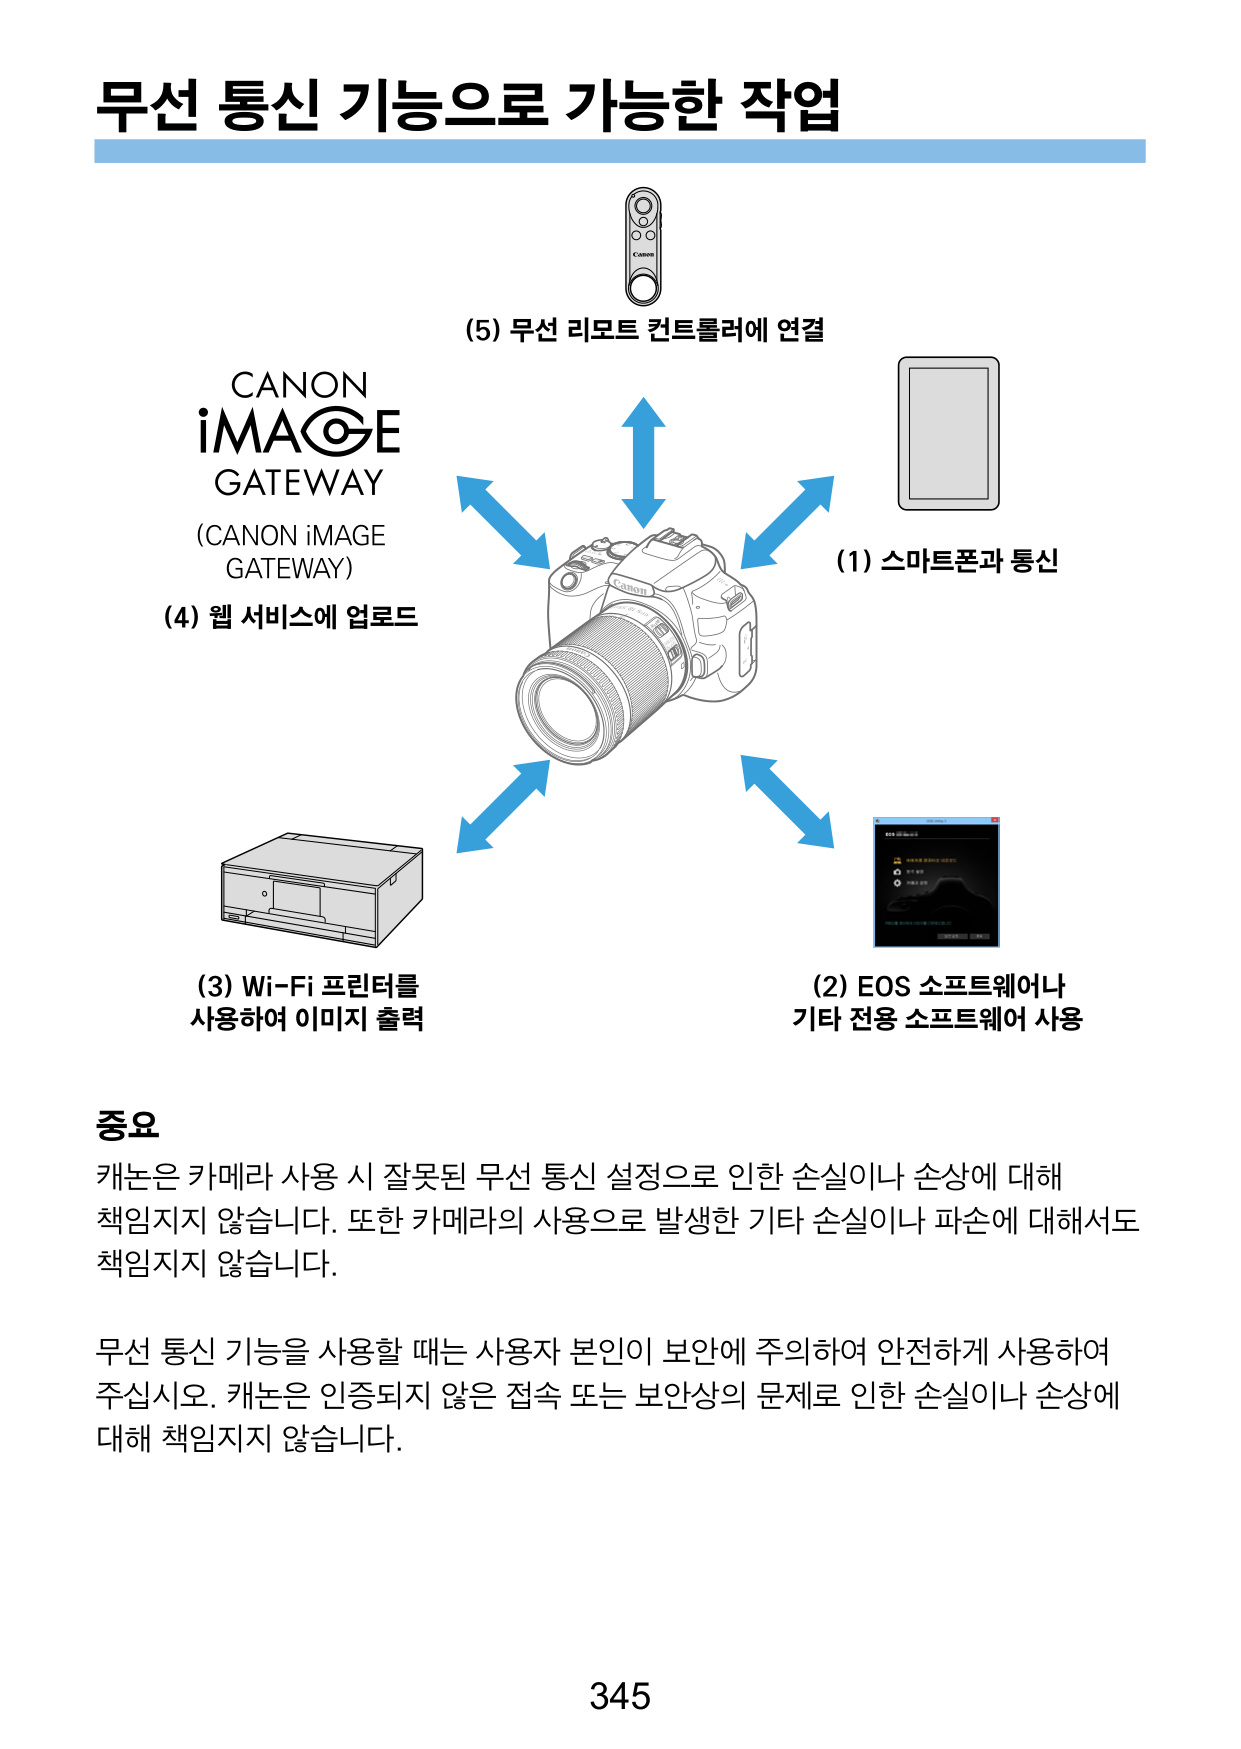 무선 통신 기능으로 가능한 작업
Canon
(5) 무선 리모트 컨트롤러에 연결
CANON
iMAGE
GATEWAY
(CANON iMAGE
GATEWAY)
(4) 웹 서비스에 업로드
(1) 스마트폰과 통신
Canon
EOS
(3) Wi-Fi 프린터를
사용하여 이미지 출력
(2) EOS 소프트웨어나
기타 전용 소프트웨어 사용
중요
캐논은 카메라 사용 시 잘못된 무선 통신 설정으로 인한 손실이나 손상에 대해
책임지지 않습니다. 또한 카메라의 사용으로 발생한 기타 손실이나 파손에 대해서도
책임지지 않습니다.
무선 통신 기능을 사용할 때는 사용자 본인이 보안에 주의하여 안전하게 사용하여
주십시오. 캐논은 인증되지 않은 접속 또는 보안상의 문제로 인한 손실이나 손상에
대해 책임지지 않습니다.
345